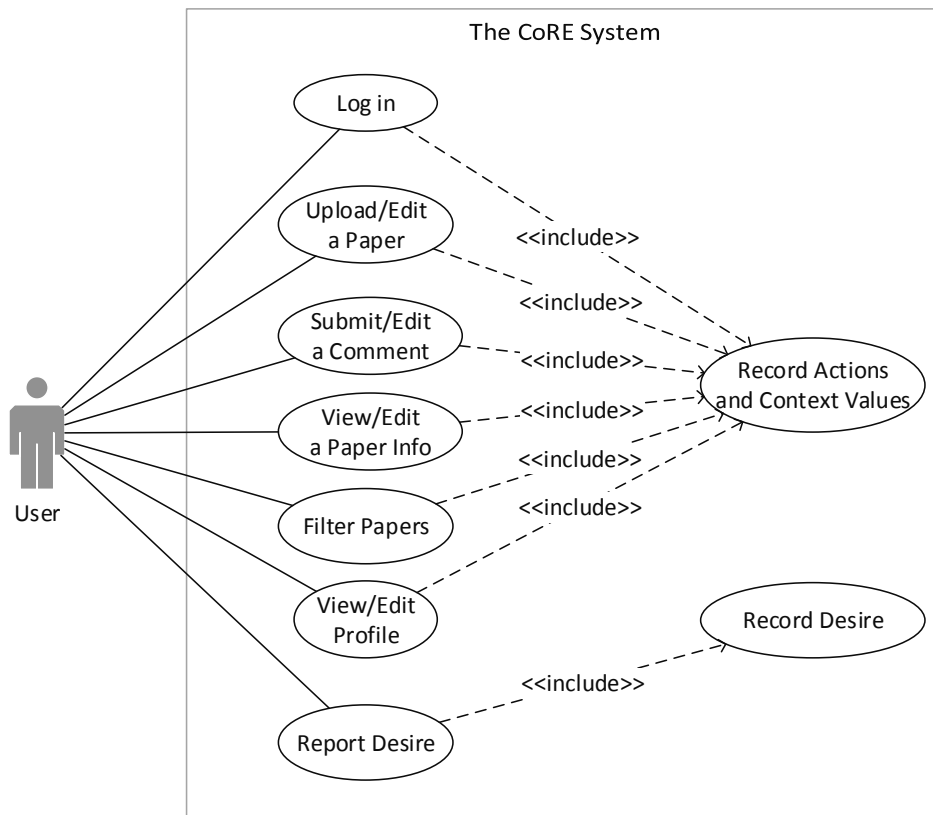 The CoRE System
Log in
Upload/Edit
a Paper
<<include>>
<<include>>
Submit/Edit
a Comment
<<include>>
Record Actions
and Context Values
View/Edit
a Paper Info
<<include>>
<<include>>
<<include>>
User
Filter Papers
View/Edit
Profile
Record Desire
<<include>>
Report Desire